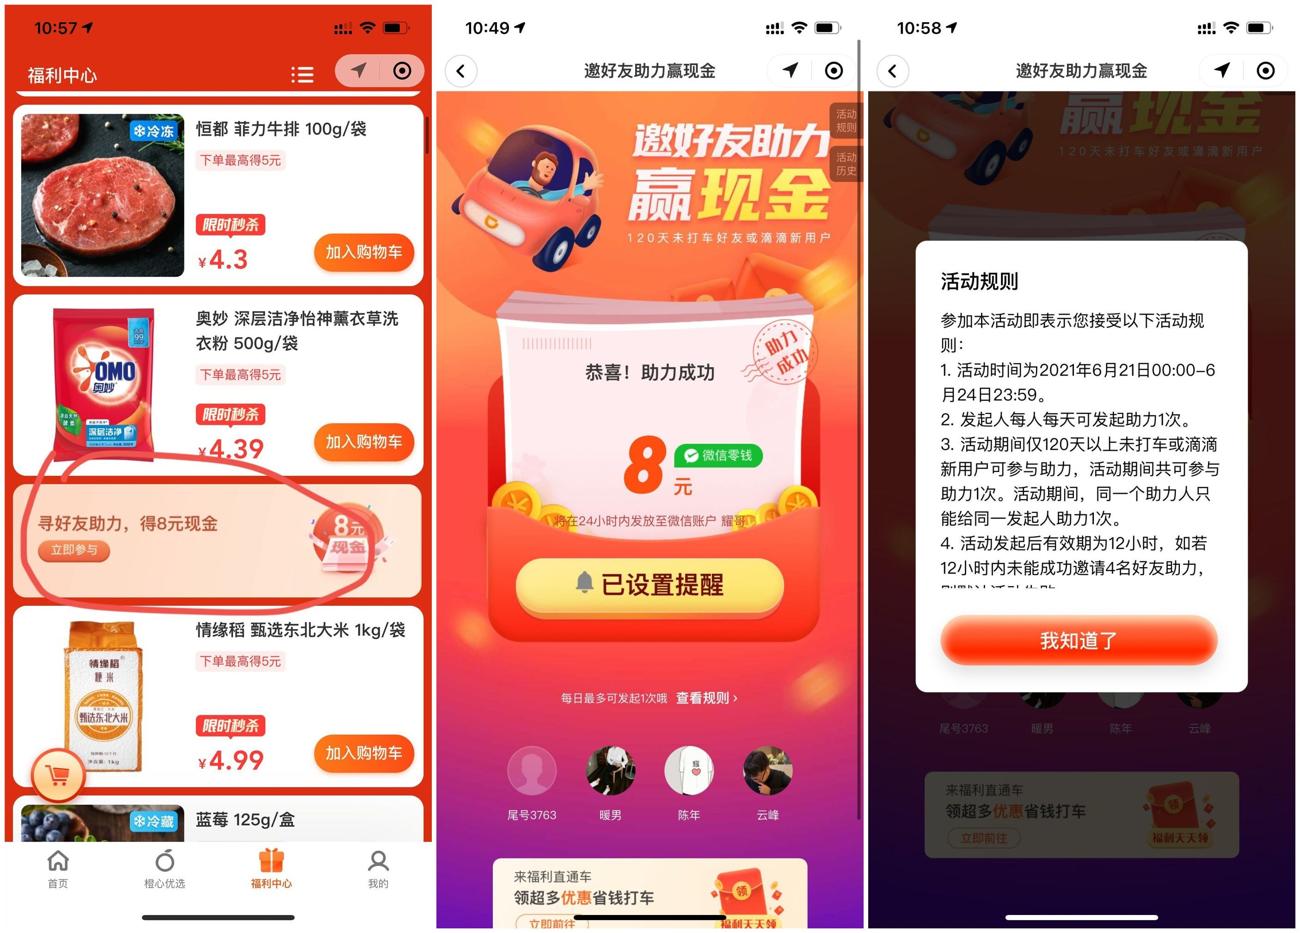 10:57
福利中心
冷冻
恒都 菲力牛排 100g/袋
下单最高得5元
限时秒杀
¥4.3
加入购物车
奥妙 深层洁净怡神薰衣草洗
衣粉 500g/袋
下单最高得5元
OMO
奥妙
深层洁净
限时秒杀
¥4.39
加入购物车
寻好友助力，得8元现金
立即参与
8元
现金
情缘稻 甄选东北大米 1kg/袋
下单最高得5元
情缘稻
粳米
甄选东北大米
净含量: 1kg
限时秒杀
¥4.99
加入购物车
冷藏
蓝莓 125g/盒
首页
橙心优选
福利中心
我的
10:49
邀好友助力赢现金
活动
规则
活动
历史
邀好友助力
赢现金
120天未打车好友或滴滴新用户
助力
成功
恭喜！助力成功
8元
微信零钱
将在24小时内发放至微信账户 耀哥
已设置提醒
每日最多可发起1次哦 查看规则 ›
尾号3763
暖男
陈年
云峰
来福利直通车
领超多优惠省钱打车
立即前往
领
福利天天领
10:58
邀好友助力赢现金
赢现金
120天未打车好友或滴滴新用户
活动规则
参加本活动即表示您接受以下活动规
则：
1. 活动时间为2021年6月21日00:00-6
月24日23:59。
2. 发起人每人每天可发起助力1次。
3. 活动期间仅120天以上未打车或滴滴
新用户可参与助力，活动期间共可参与
助力1次。活动期间，同一个助力人只
能给同一发起人助力1次。
4. 活动发起后有效期为12小时，如若
12小时内未能成功邀请4名好友助力，
我知道了
尾号3763
暖男
陈年
云峰
来福利直通车
领超多优惠省钱打车
立即前往
领
福利天天领